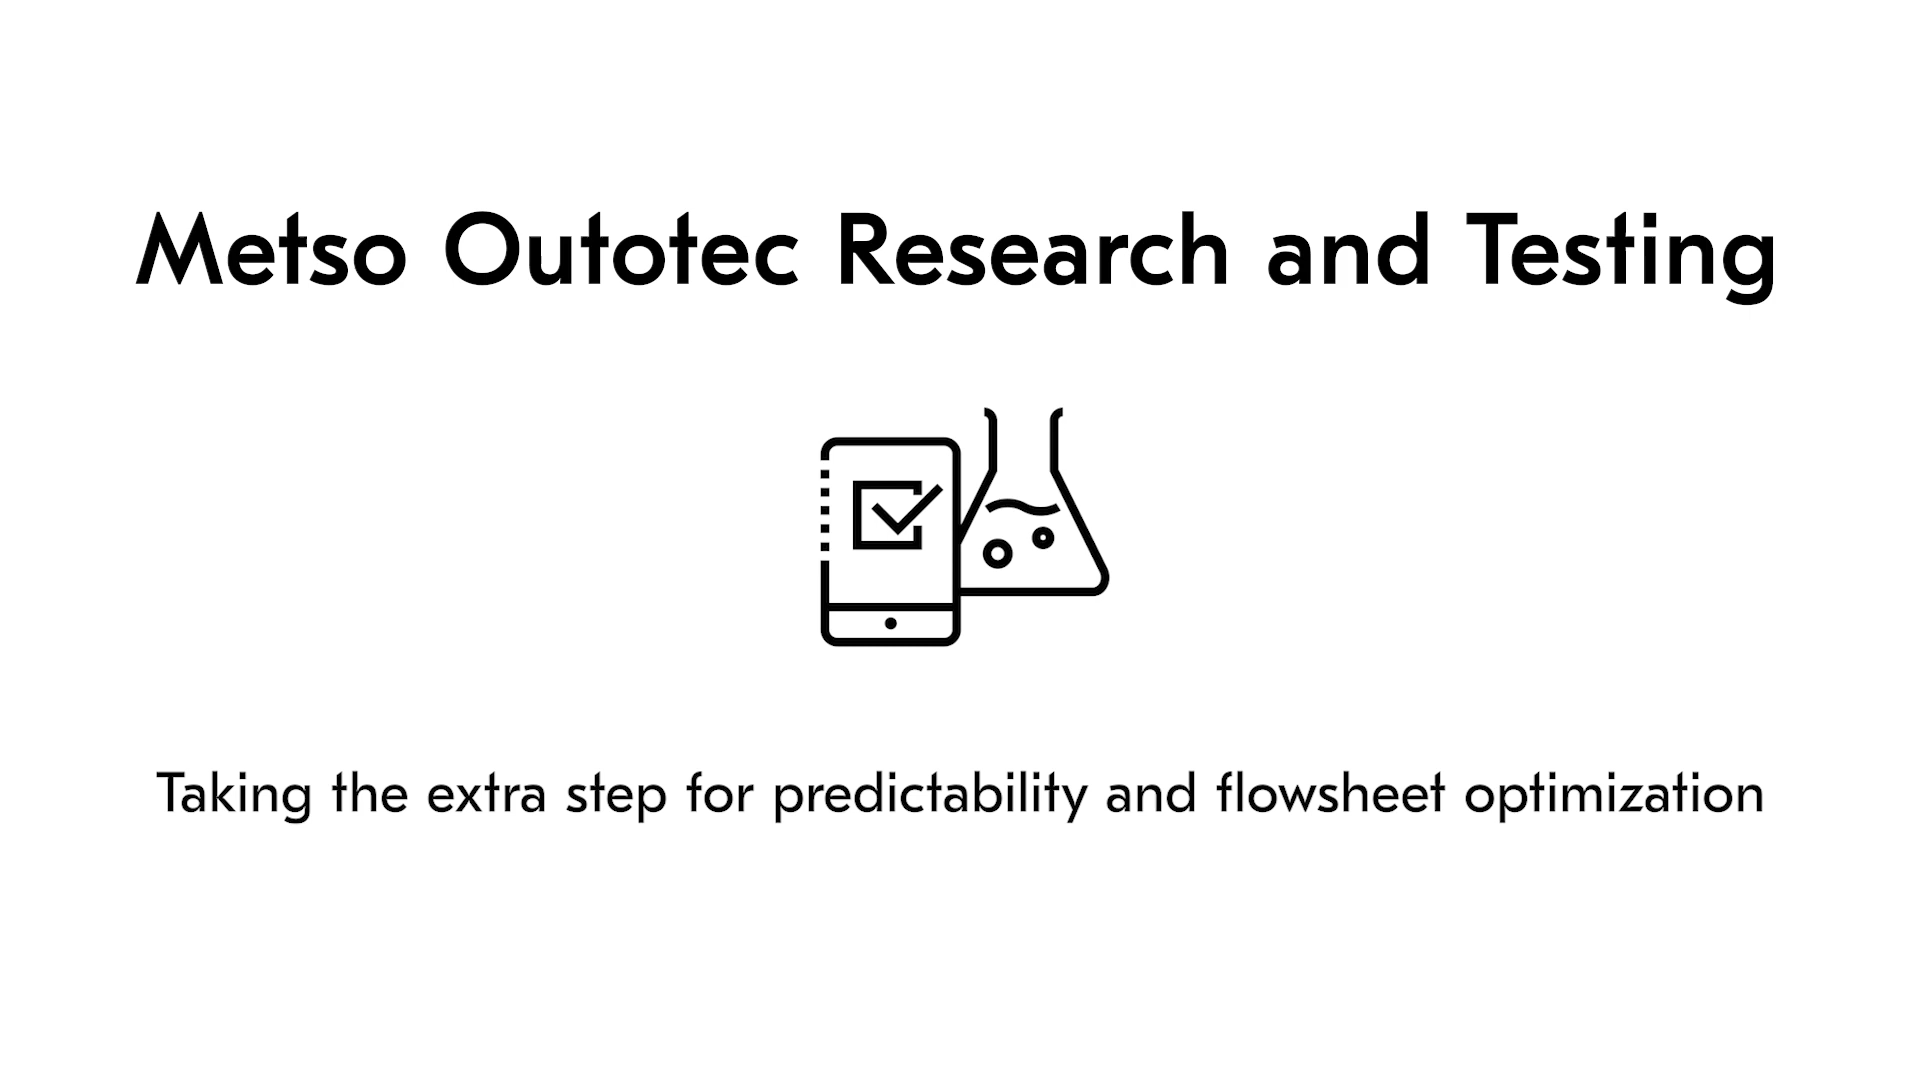 Metso Outotec Research and Testing
Taking the extra step for predictability and flowsheet optimization